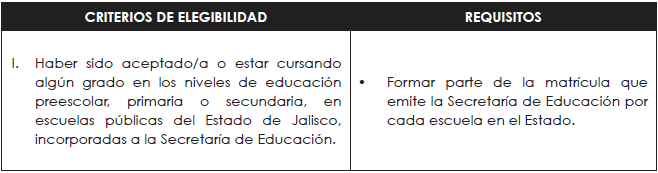 CRITERIOS DE ELEGIBILIDAD
REQUISITOS
I. Haber sido aceptado/a o estar cursando
algún grado en los niveles de educación
preescolar, primaria o secundaria, en
escuelas públicas del Estado de Jalisco,
incorporadas a la Secretaría de Educación.
• Formar parte de la matrícula que
emite la Secretaría de Educación por
cada escuela en el Estado.